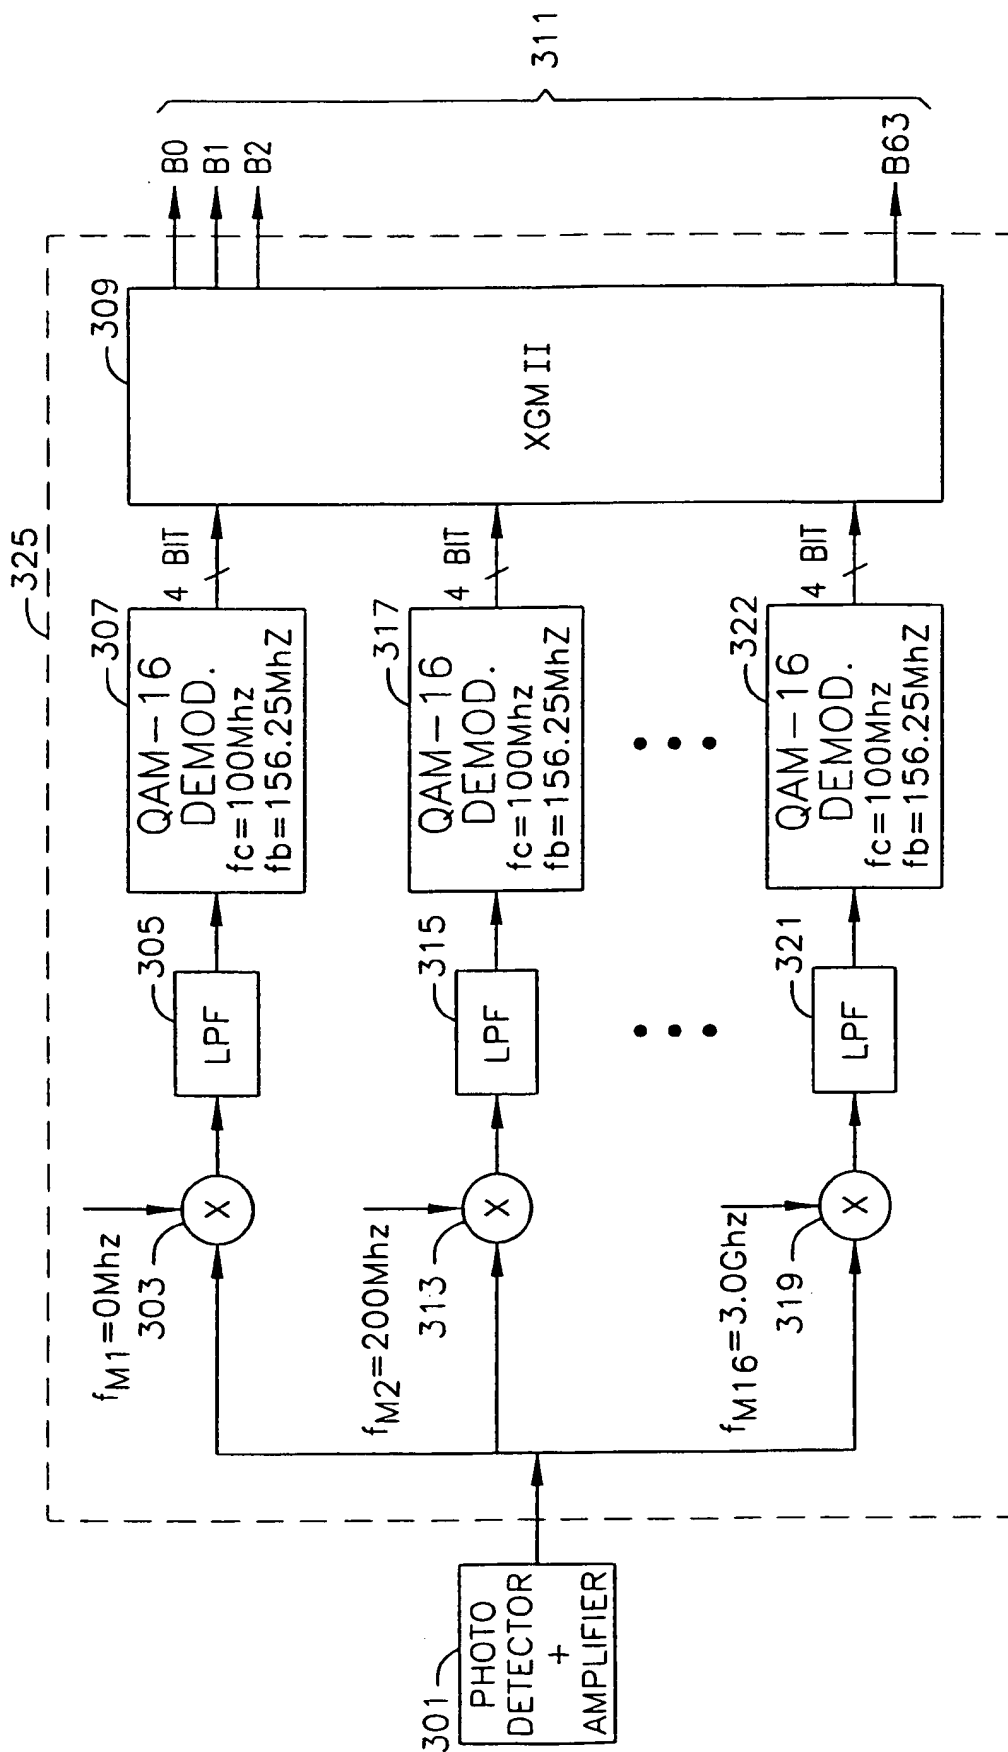 325
301
PHOTO
DETECTOR
+
AMPLIFIER
fM1=0Mhz
303
X
305
LPF
307
QAM-16
DEMOD.
fc=100Mhz
fb=156.25MhZ
4 BIT
fM2=200Mhz
313
X
315
LPF
317
QAM-16
DEMOD.
fc=100Mhz
fb=156.25MhZ
4 BIT
fM16=3.0Ghz
319
X
321
LPF
322
QAM-16
DEMOD.
fc=100Mhz
fb=156.25MhZ
4 BIT
309
XGM II
B0
B1
B2
B63
311